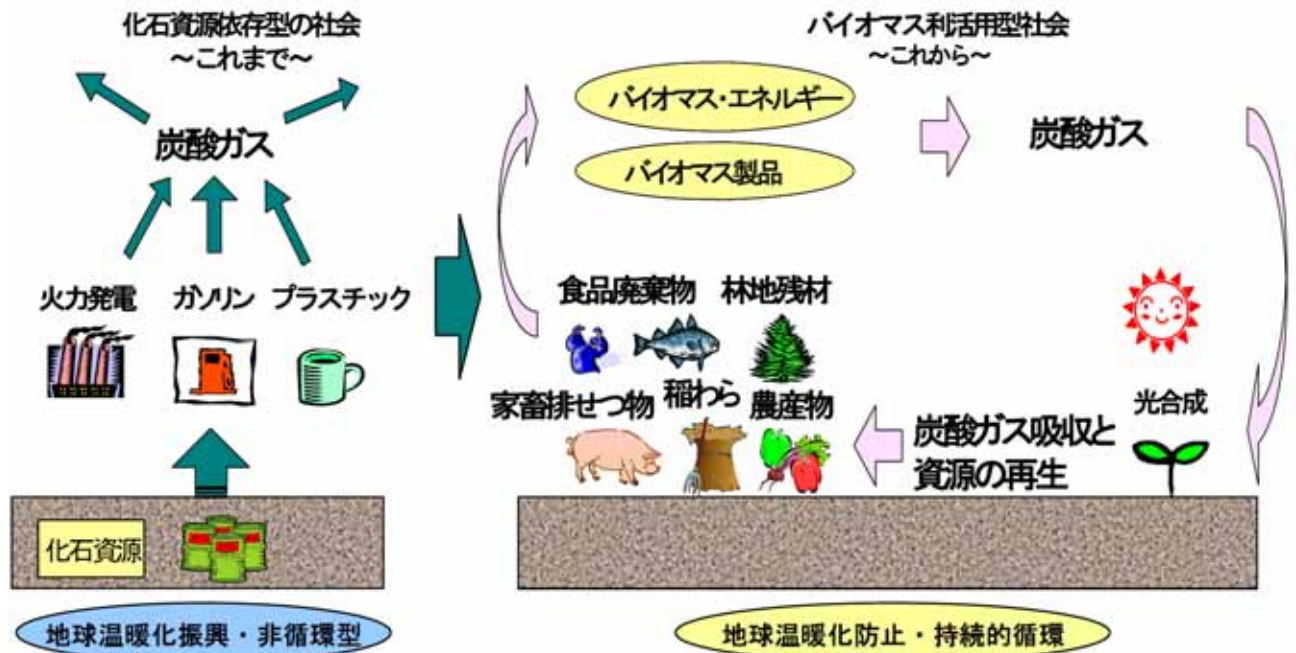 化石資源依存型の社会
～これまで～
炭酸ガス
火力発電
ガソリン
プラスチック
化石資源
地球温暖化振興・非循環型
バイオマス利活用型社会
～これから～
バイオマス・エネルギー
バイオマス製品
炭酸ガス
食品廃棄物
林地残材
家畜排せつ物
稲わら
農産物
炭酸ガス吸収と
資源の再生
光合成
地球温暖化防止・持続的循環